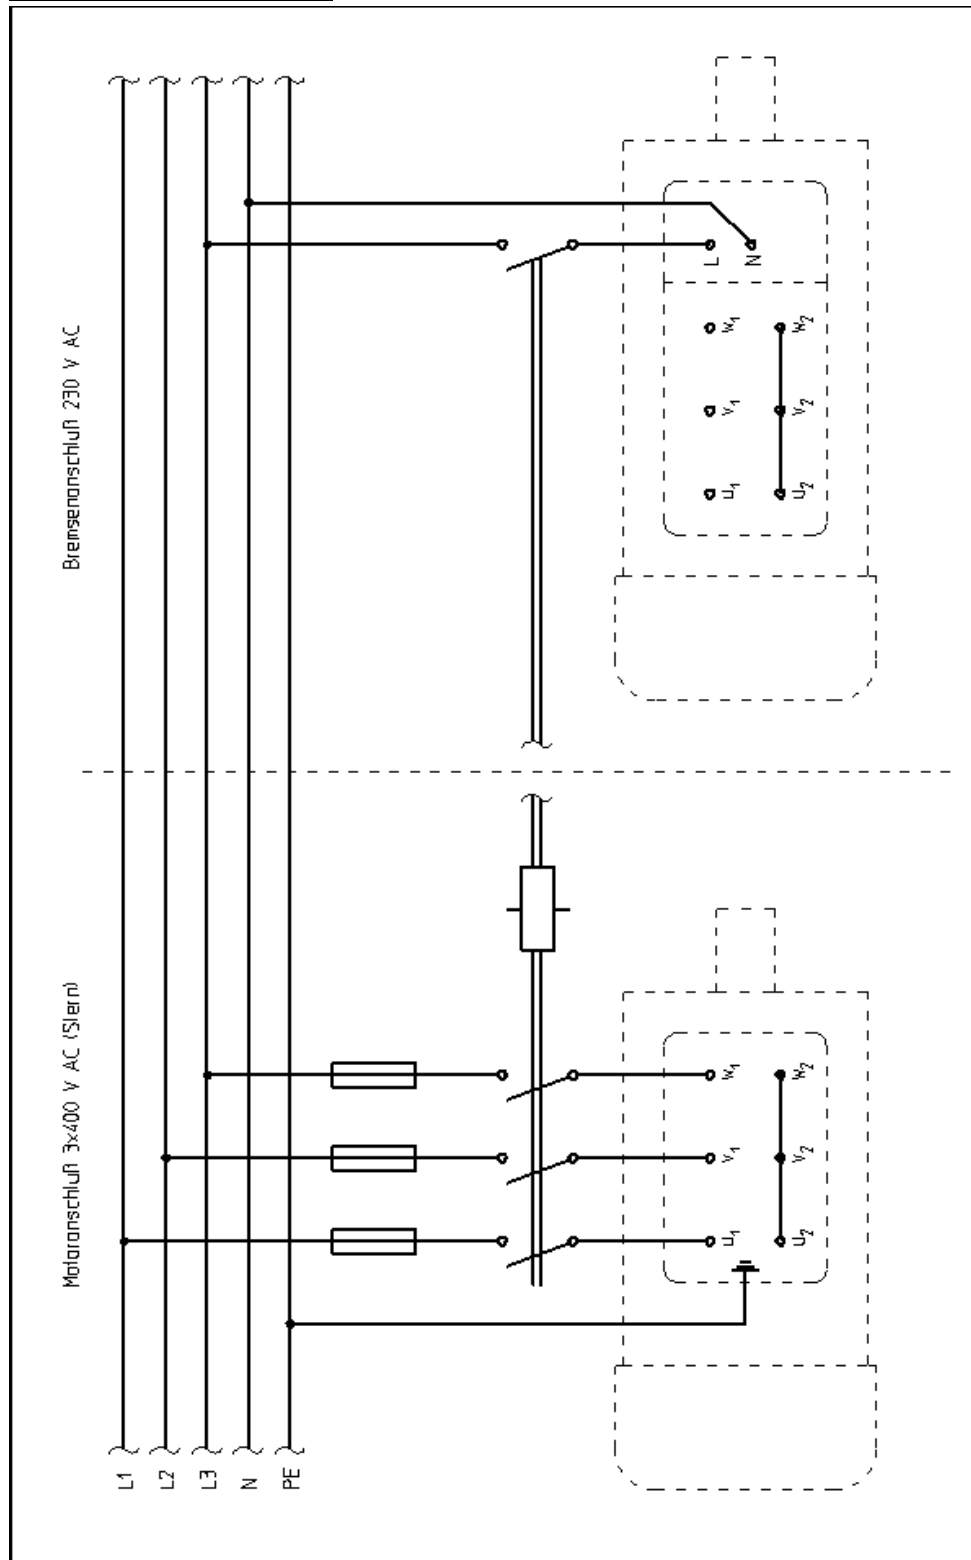 Motoranschluß 3x400 V AC (Stern)
Bremsenanschluß 230 V AC
L1
L2
L3
N
PE
U1 V1 W1
U2 V2 W2
L
N
U1 V1 W1
U2 V2 W2